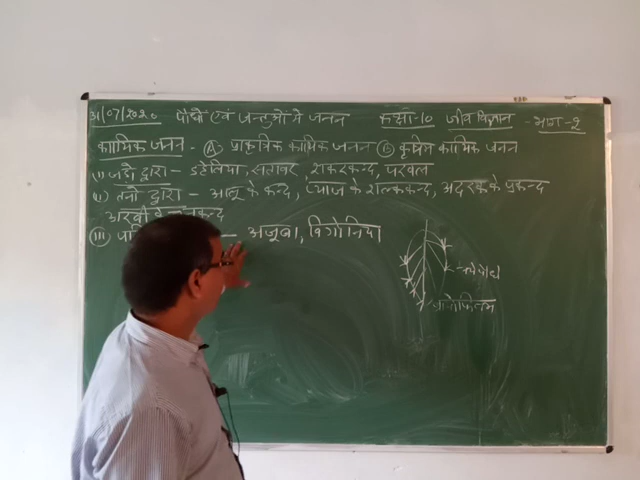 31/07/2020 पौधों एवं जन्तुओं में जनन कक्षा-10 जीव विज्ञान -भाग-2
कायिक जनन - (A) प्राकृतिक कायिक जनन (B) कृत्रिम कायिक जनन
(i) जड़ों द्वारा - डहेलिया, सतावर, शकरकन्द, परवल
(ii) तनों द्वारा - आलू के कन्द, प्याज के शल्ककन्द, अदरक के प्रकन्द
अरबी के कन्द
(iii) - अजूबा, बिगोनिया